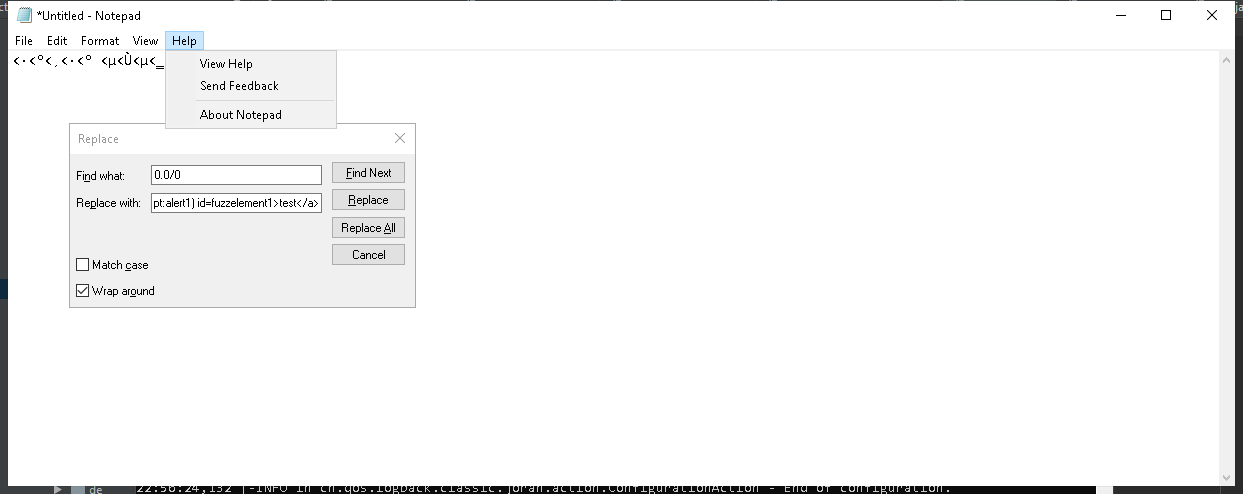 *Untitled - Notepad
File Edit Format View Help
View Help
Send Feedback
About Notepad
Replace
Find what: 0.0/0 Find Next
Replace with: pt:alert1) id=fuzzelement1>test</a> Replace
Replace All
Cancel
Match case
Wrap around
de 22:56:24,132 |-INFO in ch.qos.logback.classic.joran.action.ConfigurationAction - End of configuration.